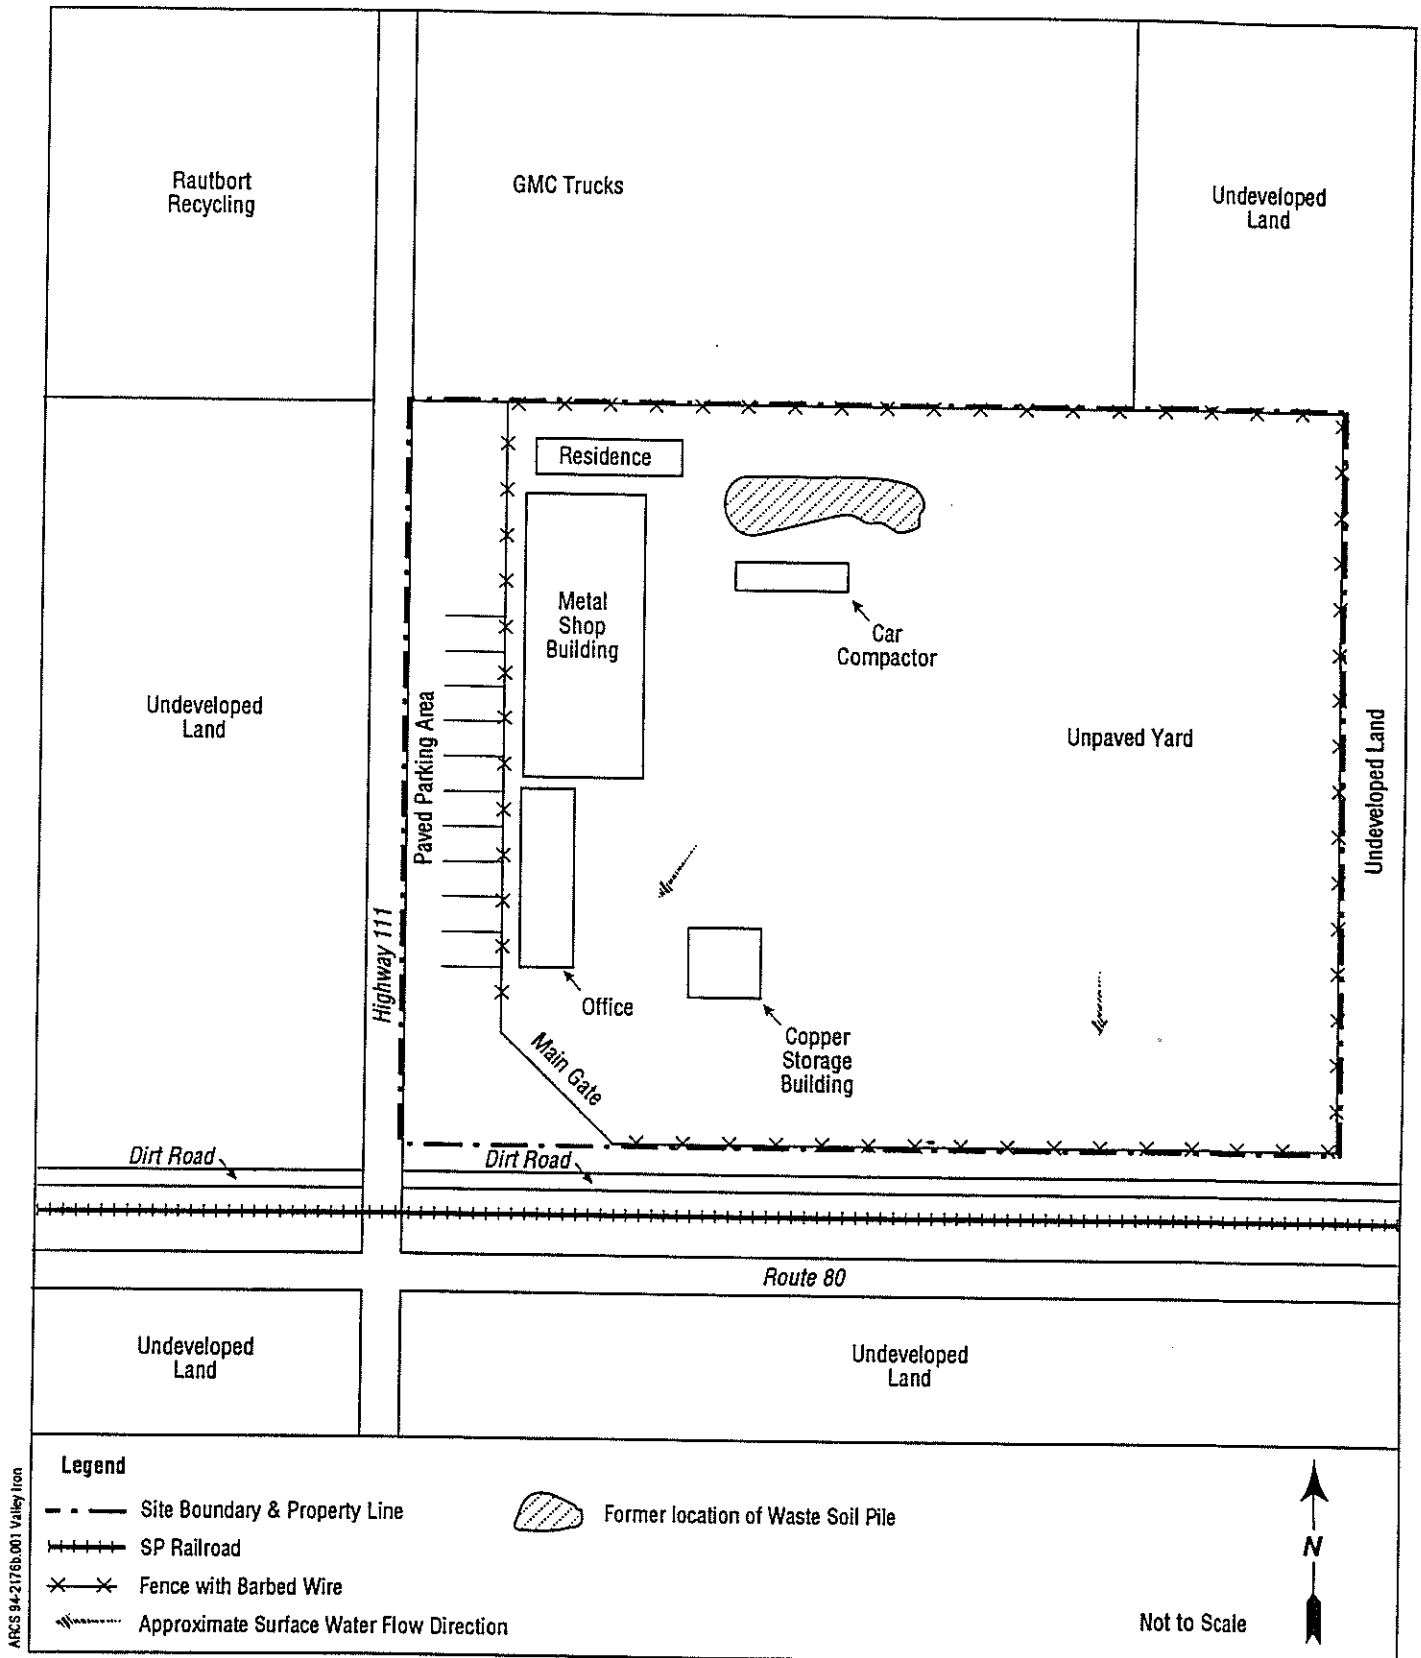 Rautbort
Recycling
GMC Trucks
Undeveloped
Land
Residence
Metal
Shop
Building
Car
Compactor
Undeveloped
Land
Paved Parking Area
Unpaved Yard
Undeveloped Land
Highway 111
Office
Main Gate
Copper
Storage
Building
Dirt Road
Dirt Road
Route 80
Undeveloped
Land
Undeveloped
Land
Legend
Site Boundary & Property Line
Former location of Waste Soil Pile
SP Railroad
Fence with Barbed Wire
Approximate Surface Water Flow Direction
N
Not to Scale
ARCS 94-2176b.001 Valley Iron